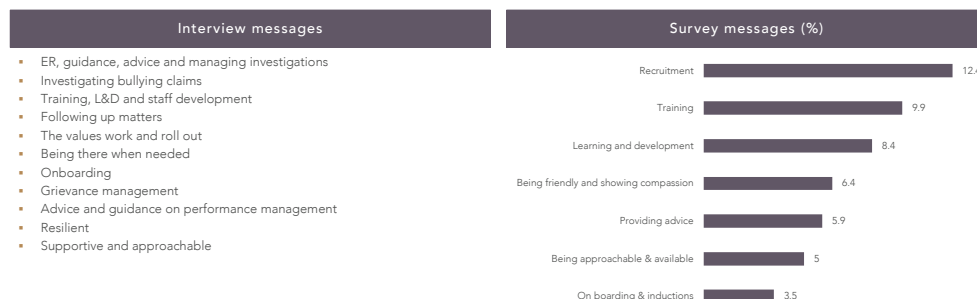 Interview messages
ER, guidance, advice and managing investigations
Investigating bullying claims
Training, L&D and staff development
Following up matters
The values work and roll out
Being there when needed
Onboarding
Grievance management
Advice and guidance on performance management
Resilient
Supportive and approachable
Survey messages (%)
Recruitment
Training 9.9
Learning and development 8.4
Being friendly and showing compassion 6.4
Providing advice 5.9
Being approachable & available 5
On boarding & inductions 3.5